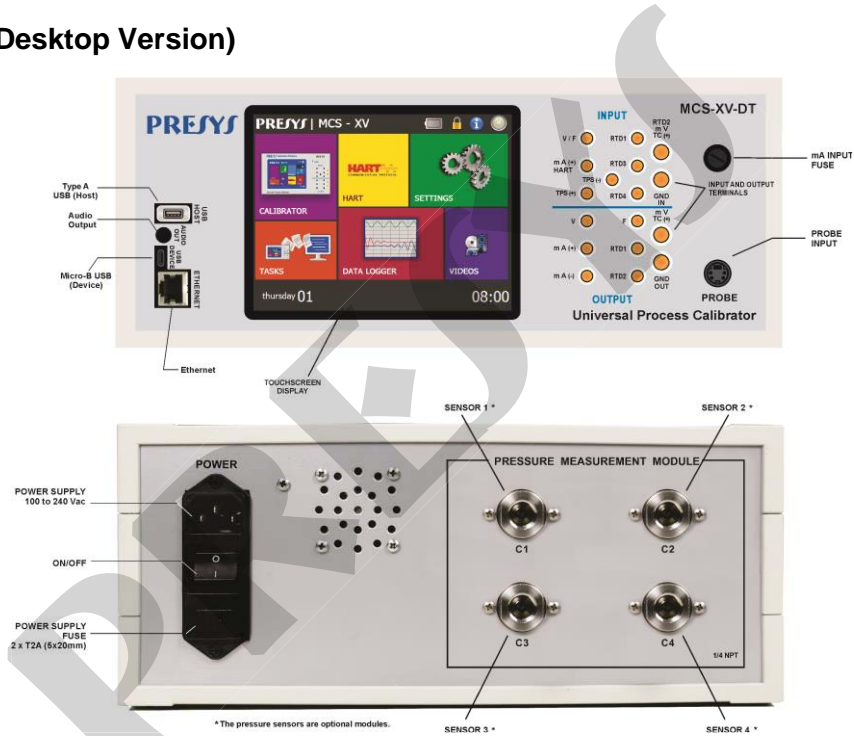 Desktop Version)
PRESYS
PRESYS | MCS - XV
CALIBRATOR
HART
COMMUNICATION PROTOCOL
HART
SETTINGS
TASKS
DATA LOGGER
VIDEOS
thursday 01
08:00
Type A
USB (Host)
Audio
Output
Micro-B USB
(Device)
Ethernet
USB
HOST
AUDIO
OUT
USB
DEVICE
ETHERNET
TOUCHSCREEN
DISPLAY
INPUT
MCS-XV-DT
V / F
RTD1
RTD2
m V
TC (+)
m A (+)
HART
RTD3
TPS (-)
TPS (+)
RTD4
GND
IN
INPUT AND OUTPUT
TERMINALS
V
F
m V
TC (+)
m A (+)
RTD1
m A (-)
RTD2
GND
OUT
OUTPUT
PROBE
Universal Process Calibrator
mA INPUT
FUSE
PROBE
INPUT
SENSOR 1 *
SENSOR 2 *
POWER
PRESSURE MEASUREMENT MODULE
POWER SUPPLY
100 to 240 Vac
C1
C2
ON/OFF
O
I
POWER SUPPLY
FUSE
2 x T2A (5x20mm)
C3
C4
1/4 NPT
* The pressure sensors are optional modules.
SENSOR 3 *
SENSOR 4 *
PRESYS